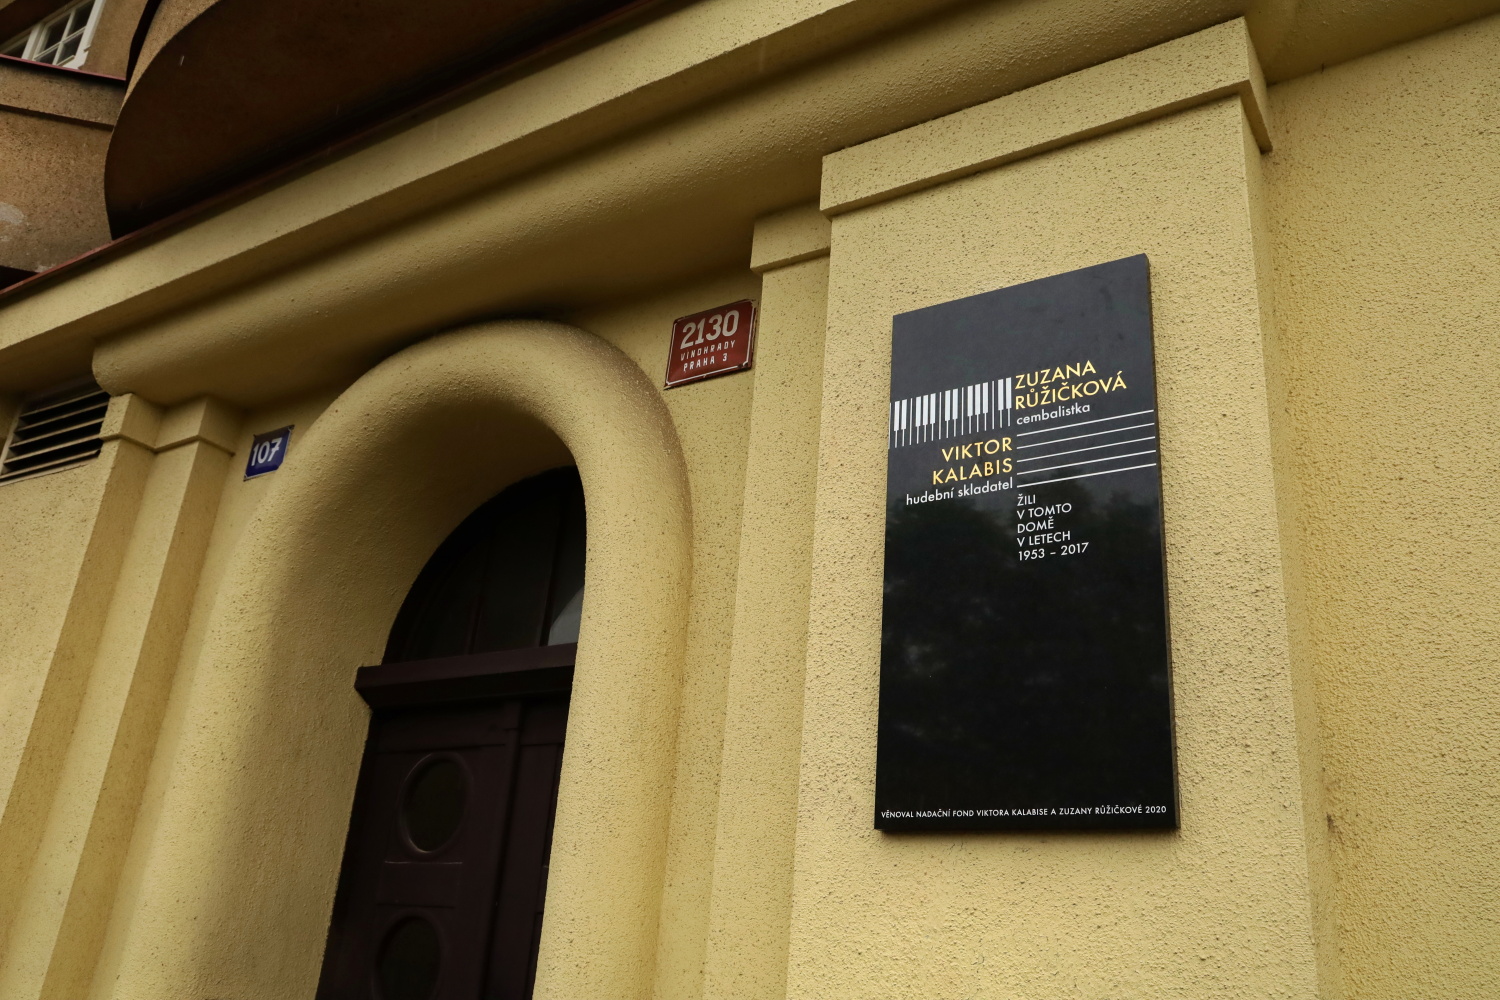 107
2130
VINOHRADY
PRAHA 3
ZUZANA
RŮŽIČKOVÁ
cembalistka
VIKTOR
KALABIS
hudební skladatel
ŽILI
V TOMTO
DOMĚ
V LETECH
1953 – 2017
VĚNOVAL NADAČNÍ FOND VIKTORA KALABISE A ZUZANY RŮŽIČKOVÉ 2020